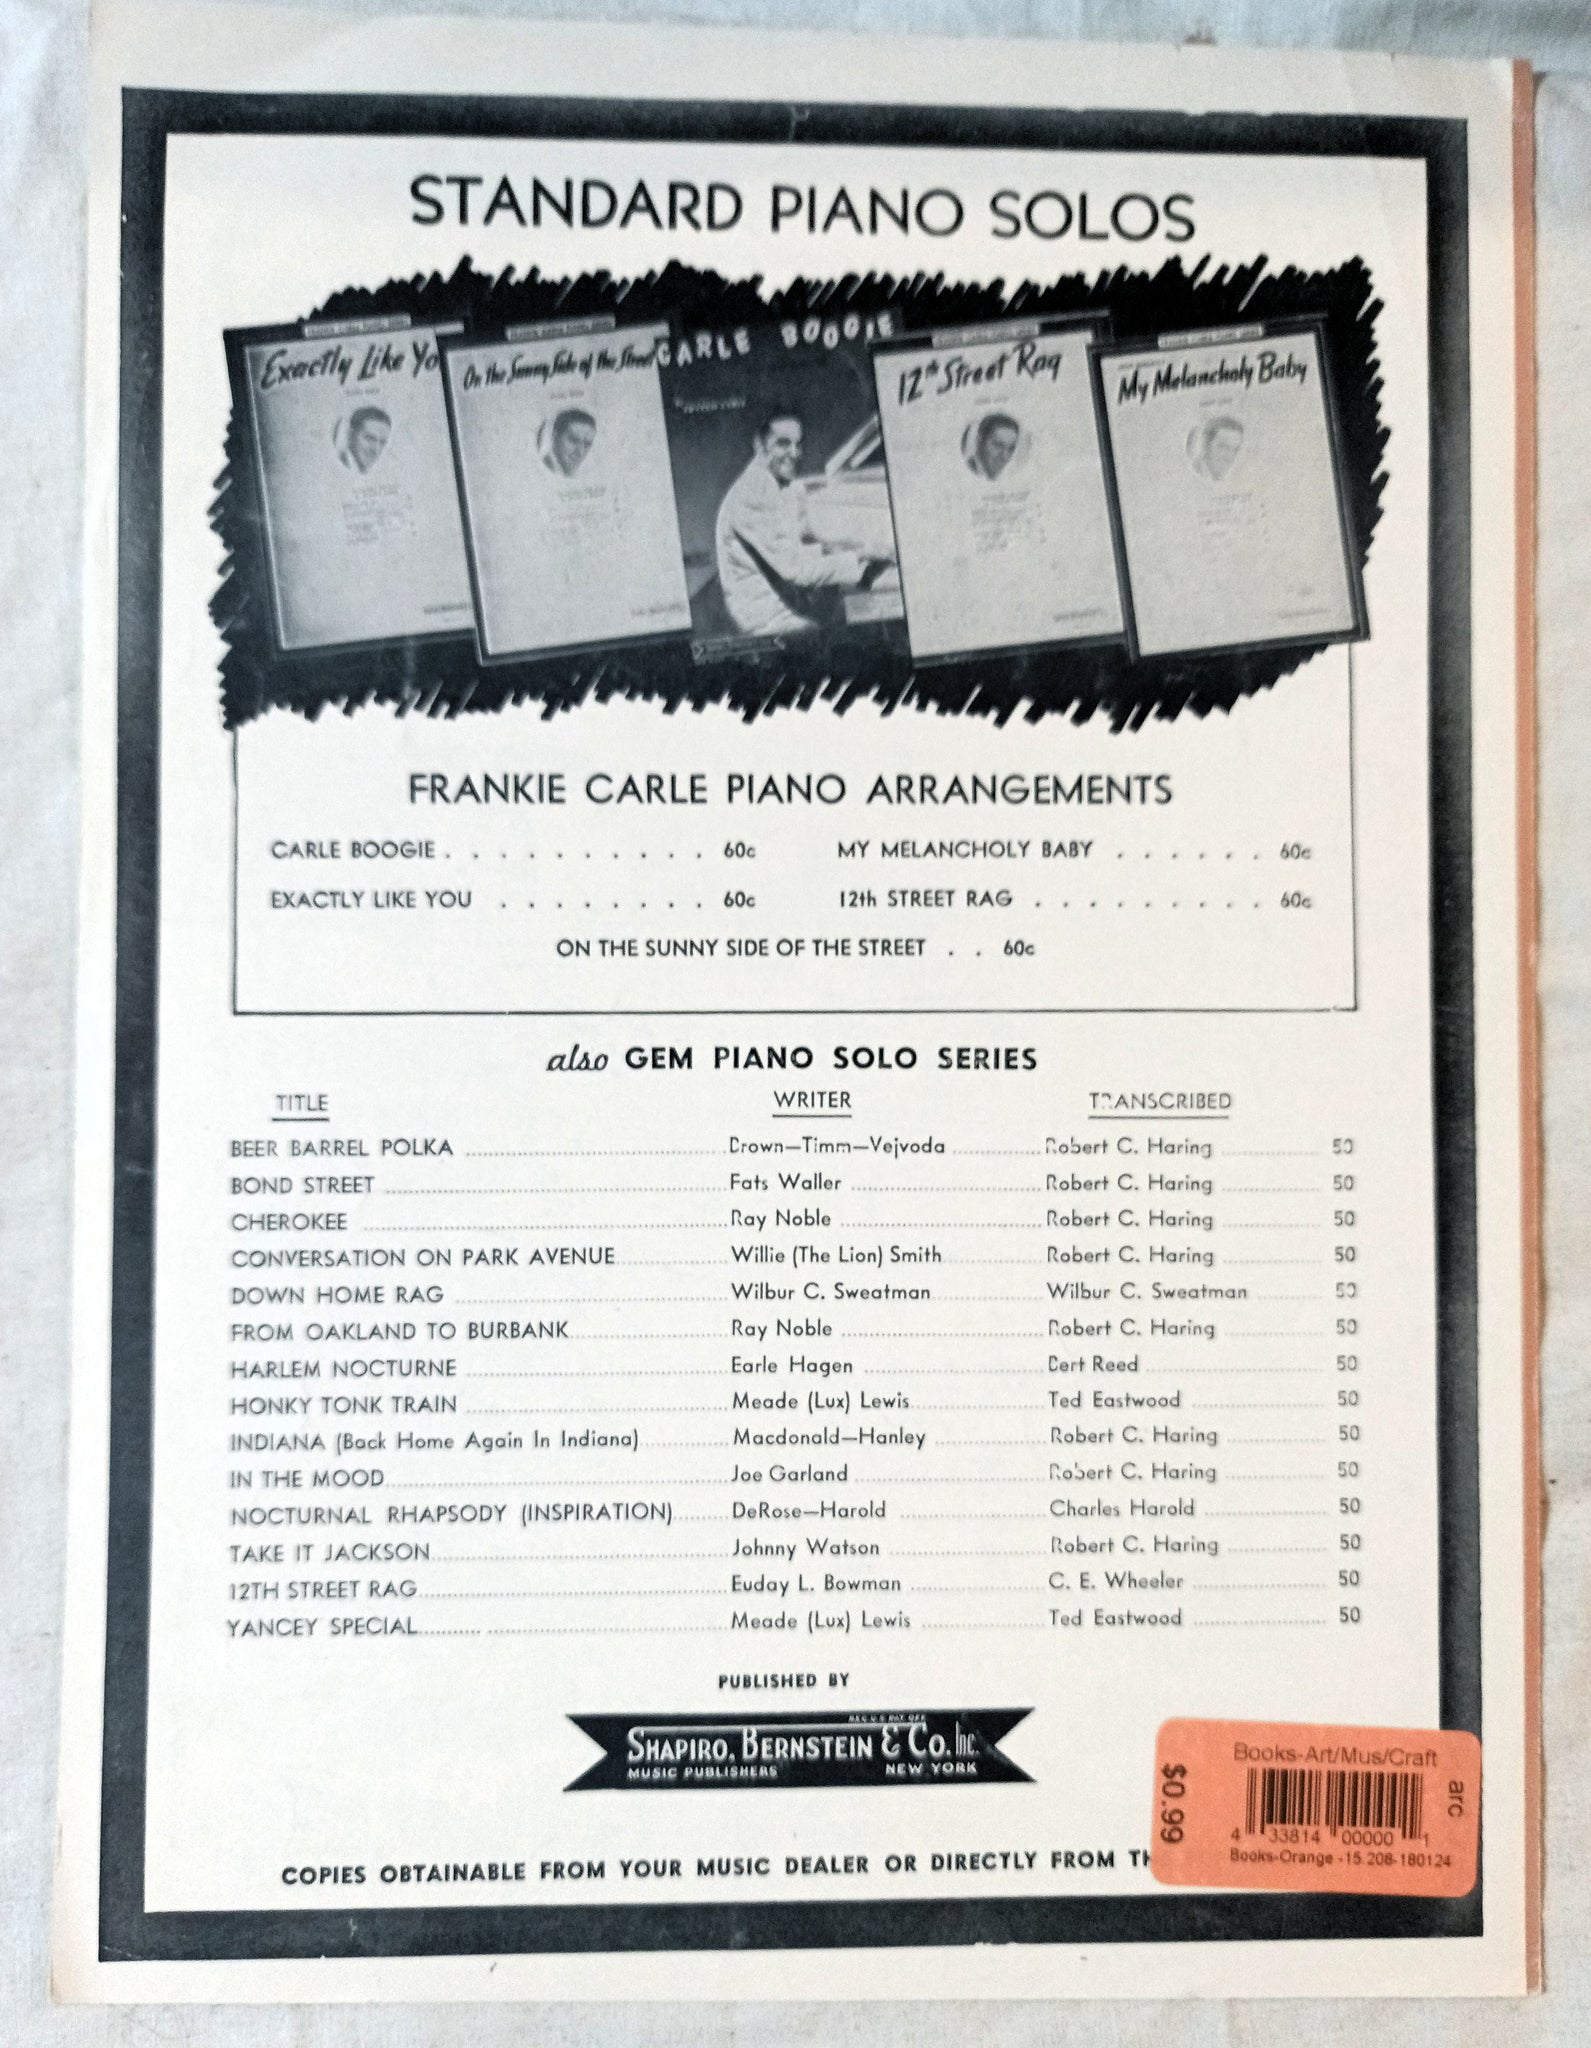 STANDARD PIANO SOLOS
Exactly Like Yo
On the Sunny Side of the Street
CARLE BOOGIE
12th Street Rag
My Melancholy Baby
FRANKIE CARLE PIANO ARRANGEMENTS
CARLE BOOGIE . . . . . . . . . . . 60c MY MELANCHOLY BABY . . . . . . 60c
EXACTLY LIKE YOU . . . . . . . . 60c 12th STREET RAG . . . . . . . . . 60c
ON THE SUNNY SIDE OF THE STREET . . 60c
also GEM PIANO SOLO SERIES
TITLE WRITER TRANSCRIBED
BEER BARREL POLKA Brown—Timm—Vejvoda Robert C. Haring 50
BOND STREET Fats Waller Robert C. Haring 50
CHEROKEE Ray Noble Robert C. Haring 50
CONVERSATION ON PARK AVENUE Willie (The Lion) Smith Robert C. Haring 50
DOWN HOME RAG Wilbur C. Sweatman Wilbur C. Sweatman 50
FROM OAKLAND TO BURBANK Ray Noble Robert C. Haring 50
HARLEM NOCTURNE Earle Hagen Bert Reed 50
HONKY TONK TRAIN Meade (Lux) Lewis Ted Eastwood 50
INDIANA (Back Home Again In Indiana) Macdonald—Hanley Robert C. Haring 50
IN THE MOOD Joe Garland Robert C. Haring 50
NOCTURNAL RHAPSODY (INSPIRATION) DeRose—Harold Charles Harold 50
TAKE IT JACKSON Johnny Watson Robert C. Haring 50
12TH STREET RAG Euday L. Bowman C. E. Wheeler 50
YANCEY SPECIAL Meade (Lux) Lewis Ted Eastwood 50
PUBLISHED BY
REG. U.S. PAT. OFF.
SHAPIRO, BERNSTEIN & CO. Inc.
MUSIC PUBLISHERS NEW YORK
COPIES OBTAINABLE FROM YOUR MUSIC DEALER OR DIRECTLY FROM TH
Books-Art/Mus/Craft
$0.99
arc
4 33814 00000 1
Books-Orange -15.208-180124